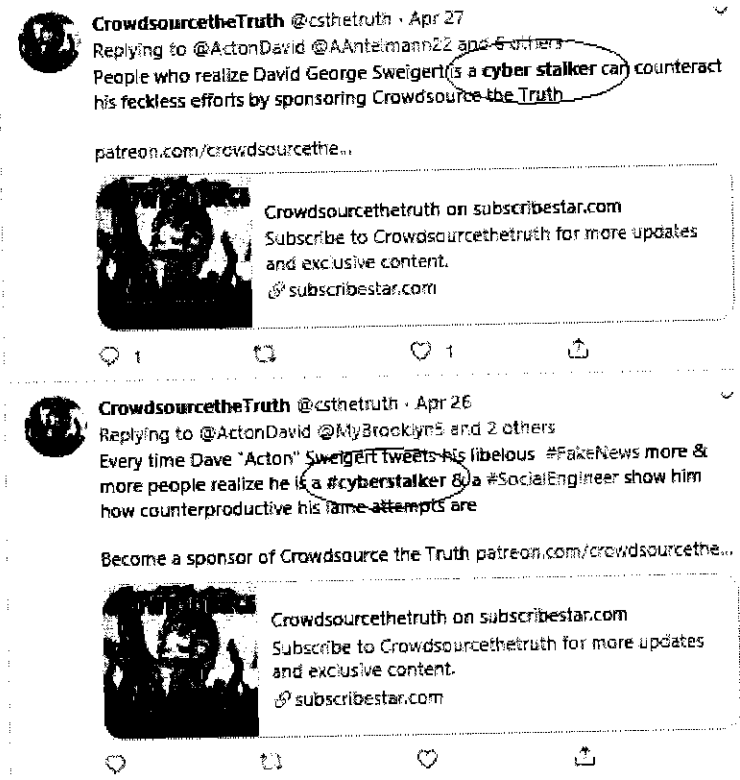 CrowdsourcetheTruth @csthetruth · Apr 27
Replying to @ActonDavid @AAntelmann22 and 6 others
People who realize David George Sweigert is a cyber stalker can counteract
his feckless efforts by sponsoring Crowdsource the Truth
patreon.com/crowdsourcethe...
Crowdsourcethetruth on subscribestar.com
Subscribe to Crowdsourcethetruth for more updates
and exclusive content.
subscribestar.com
1
1
CrowdsourcetheTruth @csthetruth · Apr 26
Replying to @ActonDavid @MyBrooklyn5 and 2 others
Every time Dave "Acton" Sweigert tweets his libelous #FakeNews more &
more people realize he is a #cyberstalker & a #SocialEngineer show him
how counterproductive his lame attempts are
Become a sponsor of Crowdsource the Truth patreon.com/crowdsourcethe...
Crowdsourcethetruth on subscribestar.com
Subscribe to Crowdsourcethetruth for more updates
and exclusive content.
subscribestar.com